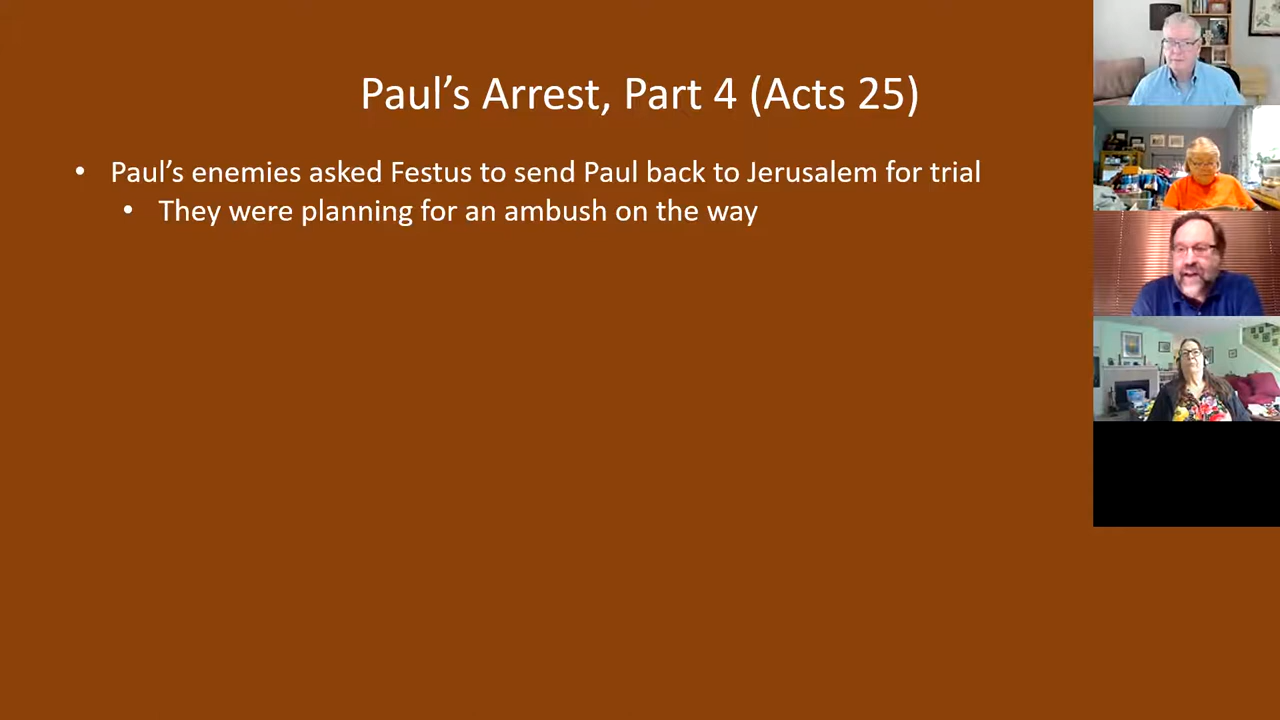 Paul’s Arrest, Part 4 (Acts 25)
• Paul’s enemies asked Festus to send Paul back to Jerusalem for trial
• They were planning for an ambush on the way